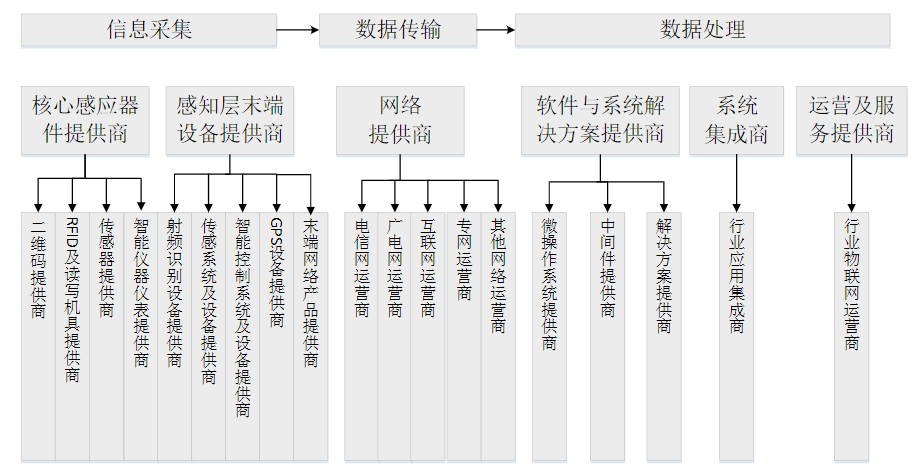 信息采集
数据传输
数据处理
核心感应器
件提供商
感知层末端
设备提供商
网络
提供商
软件与系统解
决方案提供商
系统
集成商
运营及服
务提供商
二维码提供商
RFID及读写机具提供商
传感器提供商
智能仪器仪表提供商
射频识别设备提供商
传感系统及设备提供商
智能控制系统及设备提供商
GPS设备提供商
末端网络产品提供商
电信网运营商
广电网运营商
互联网运营商
专网运营商
其他网络运营商
微操作系统提供商
中间件提供商
解决方案提供商
行业应用集成商
行业物联网运营商